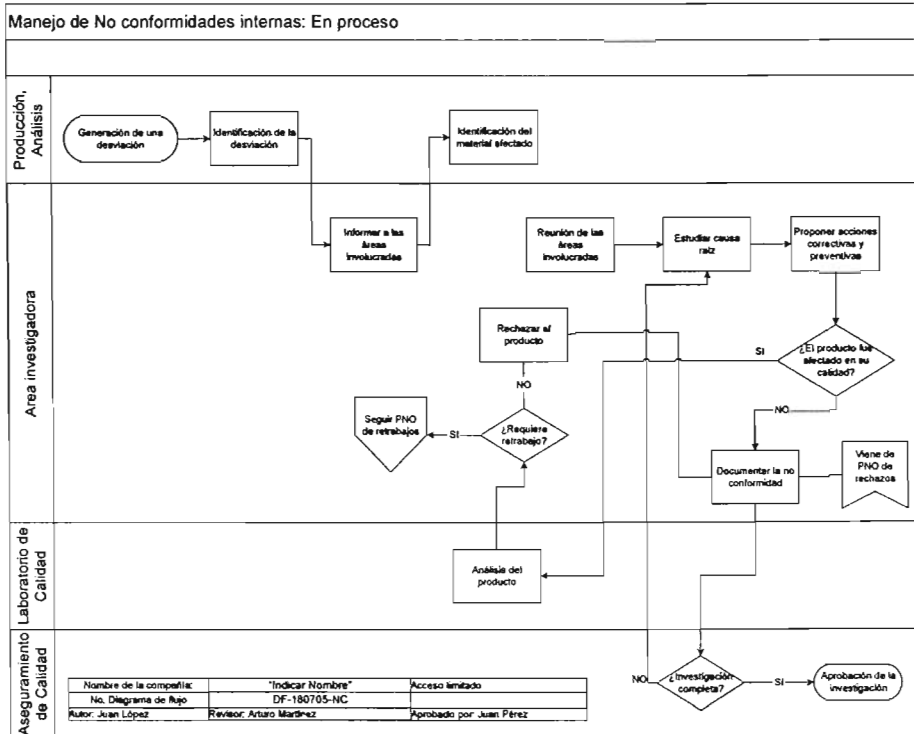 Manejo de No conformidades internas: En proceso
Producción,
Análisis
Generación de una
desviación
Identificación de la
desviación
Identificación del
material afectado
Area investigadora
Informar a las
áreas
involucradas
Reunión de las
áreas
involucradas
Estudiar causa
raíz
Proponer acciones
correctivas y
preventivas
Rechazar al
producto
SI
¿El producto fue
afectado en su
calidad?
NO
NO
Seguir PNO
de retrabajos
SI
¿Requiere
retrabajo?
Documentar la no
conformidad
Viene de
PNO de
rechazos
Laboratorio de
Calidad
Análisis del
producto
Aseguramiento
de Calidad
NO
¿Investigación
completa?
SI
Aprobación de la
investigación
Nombre de la compañía: "Indicar Nombre" Acceso limitado
No. Diagrama de flujo DF-180705-NC
Autor: Juan López Revisor: Arturo Martínez Aprobado por: Juan Pérez